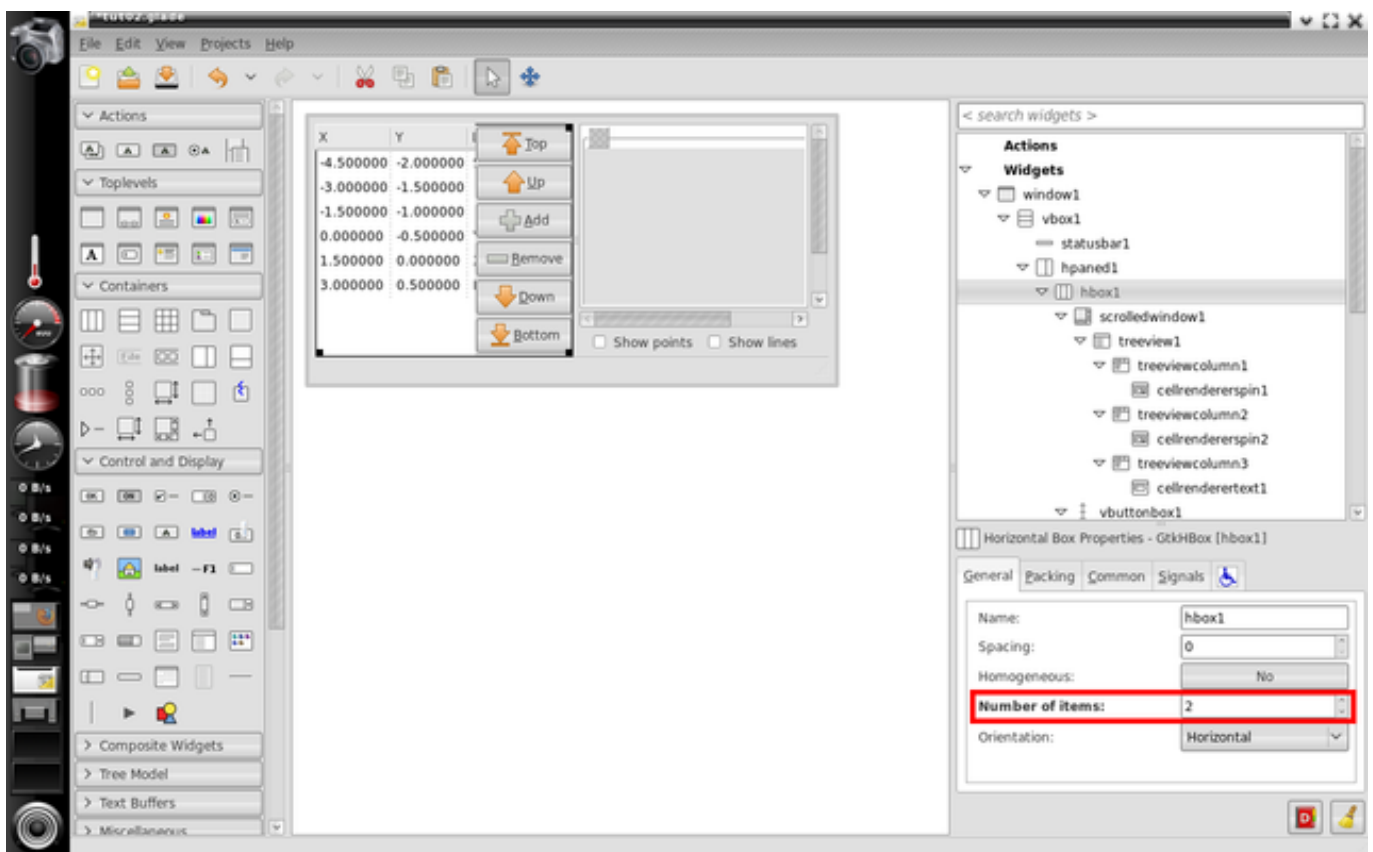 *tuto2.glade
File Edit View Projects Help
Actions
Toplevels
Containers
Control and Display
label
label
Composite Widgets
Tree Model
Text Buffers
Miscellaneous
0 B/s
0 B/s
0 B/s
0 B/s
X Y
-4.500000 -2.000000
-3.000000 -1.500000
-1.500000 -1.000000
0.000000 -0.500000
1.500000 0.000000
3.000000 0.500000
Top
Up
Add
Remove
Down
Bottom
Show points Show lines
< search widgets >
Actions
Widgets
window1
vbox1
statusbar1
hpaned1
hbox1
scrolledwindow1
treeview1
treeviewcolumn1
cellrendererspin1
treeviewcolumn2
cellrendererspin2
treeviewcolumn3
cellrenderertext1
vbuttonbox1
Horizontal Box Properties - GtkHBox [hbox1]
General Packing Common Signals
Name: hbox1
Spacing: 0
Homogeneous: No
Number of items: 2
Orientation: Horizontal